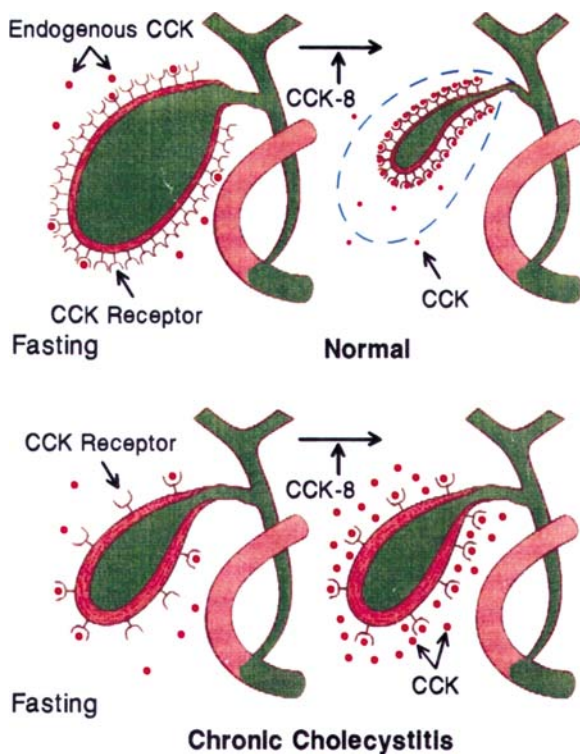 Endogenous CCK
CCK-8
CCK Receptor
CCK
Fasting
Normal
CCK Receptor
CCK-8
CCK
Fasting
Chronic Cholecystitis